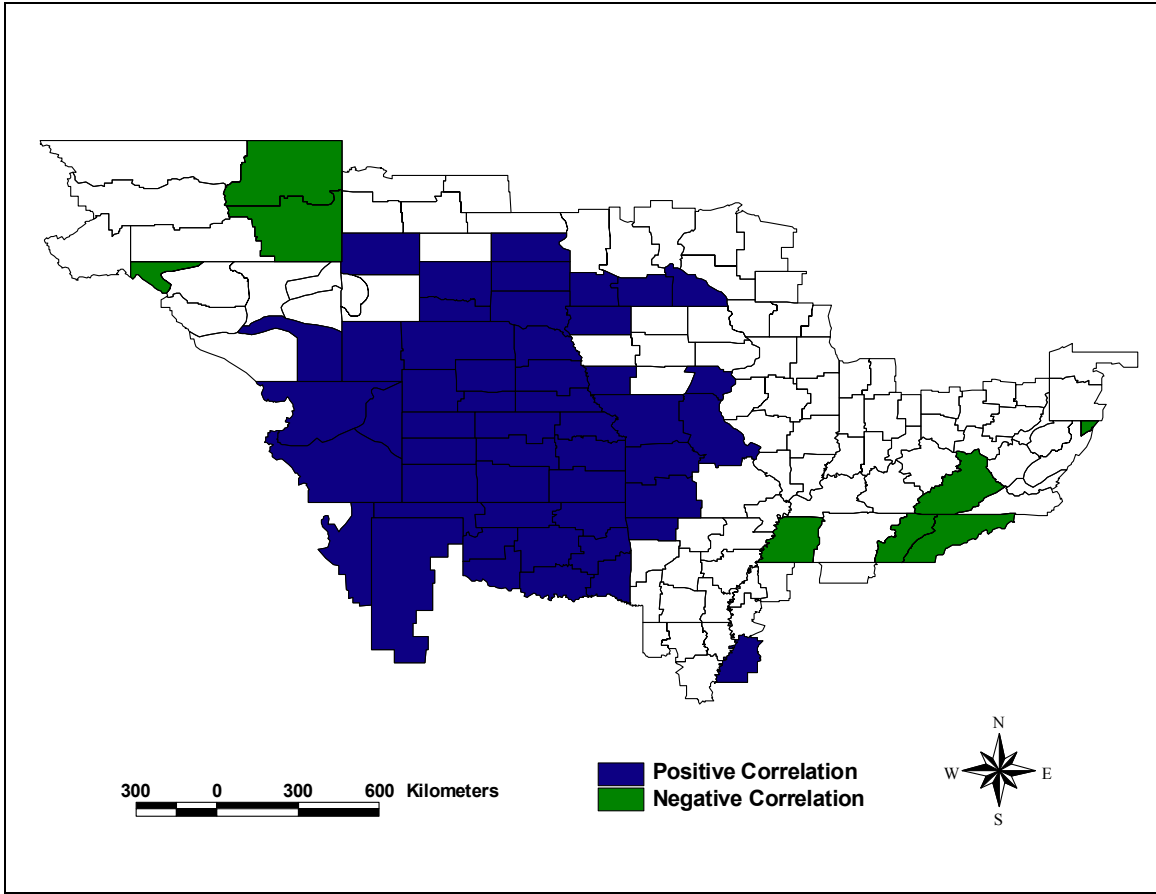 N
W E
S
Positive Correlation
Negative Correlation
300 0 300 600 Kilometers